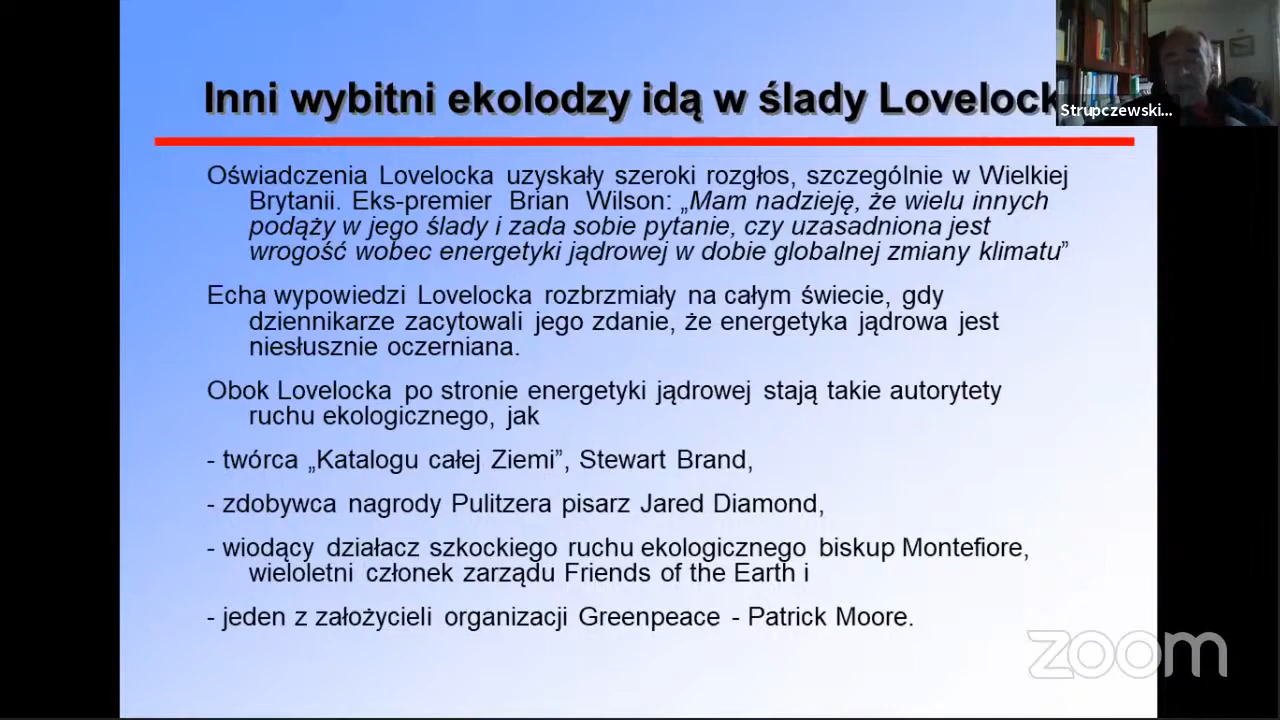 Inni wybitni ekolodzy idą w ślady Lovelock
Strupczewski...
Oświadczenia Lovelocka uzyskały szeroki rozgłos, szczególnie w Wielkiej
Brytanii. Eks-premier Brian Wilson: „Mam nadzieję, że wielu innych
podąży w jego ślady i zada sobie pytanie, czy uzasadniona jest
wrogość wobec energetyki jądrowej w dobie globalnej zmiany klimatu”
Echa wypowiedzi Lovelocka rozbrzmiały na całym świecie, gdy
dziennikarze zacytowali jego zdanie, że energetyka jądrowa jest
niesłusznie oczerniana.
Obok Lovelocka po stronie energetyki jądrowej stają takie autorytety
ruchu ekologicznego, jak
- twórca „Katalogu całej Ziemi”, Stewart Brand,
- zdobywca nagrody Pulitzera pisarz Jared Diamond,
- wiodący działacz szkockiego ruchu ekologicznego biskup Montefiore,
wieloletni członek zarządu Friends of the Earth i
- jeden z założycieli organizacji Greenpeace - Patrick Moore.
zoom